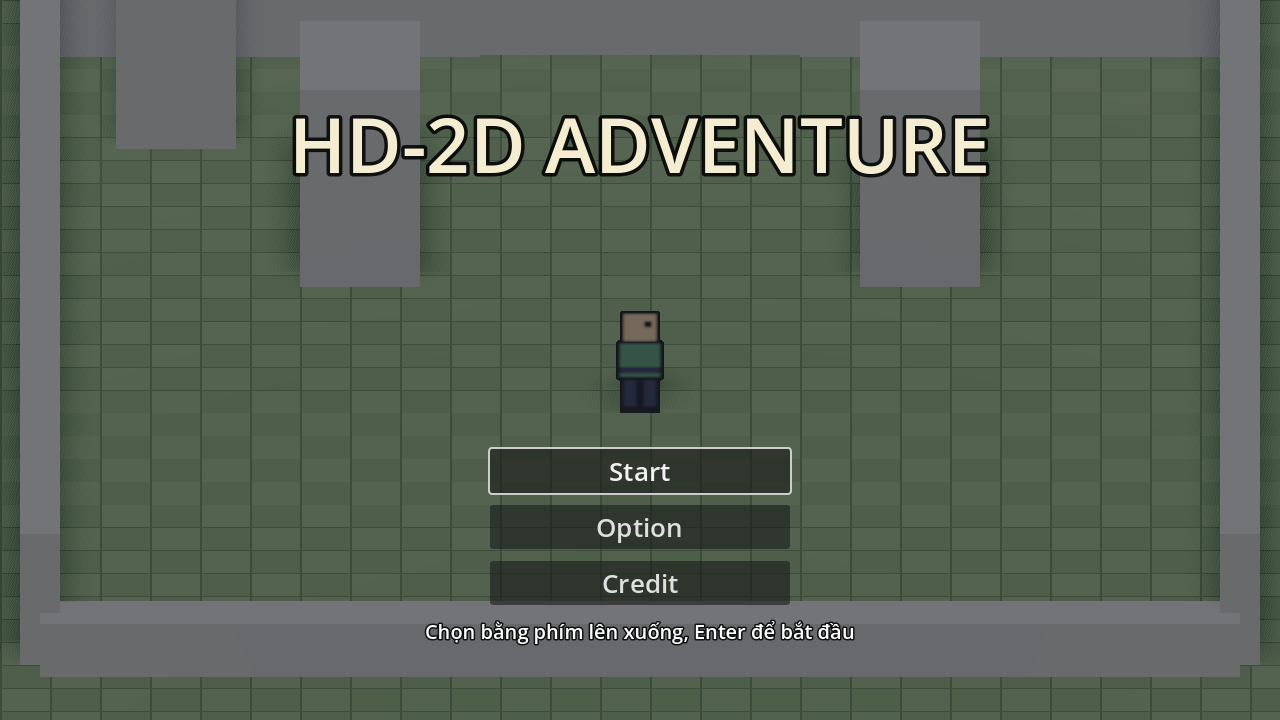 HD-2D ADVENTURE
Start
Option
Credit
Chọn bằng phím lên xuống, Enter để bắt đầu